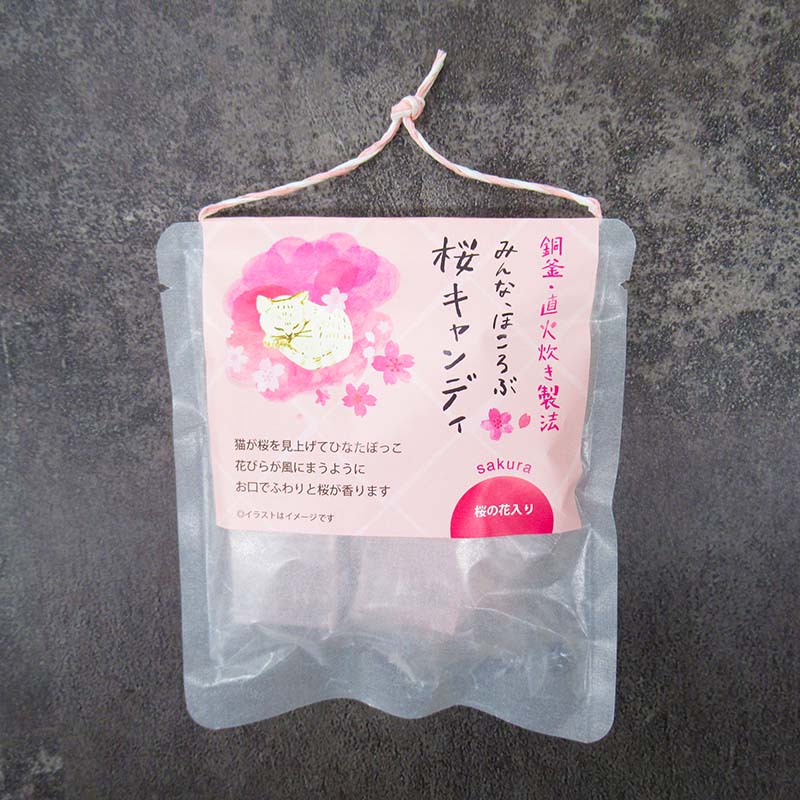 銅釜・直火炊き製法
みんな、ほころぶ
桜キャンディ
猫が桜を見上げてひなたぼっこ
花びらが風にまうように
お口でふわりと桜が香ります
◎イラストはイメージです
sakura
桜の花入り